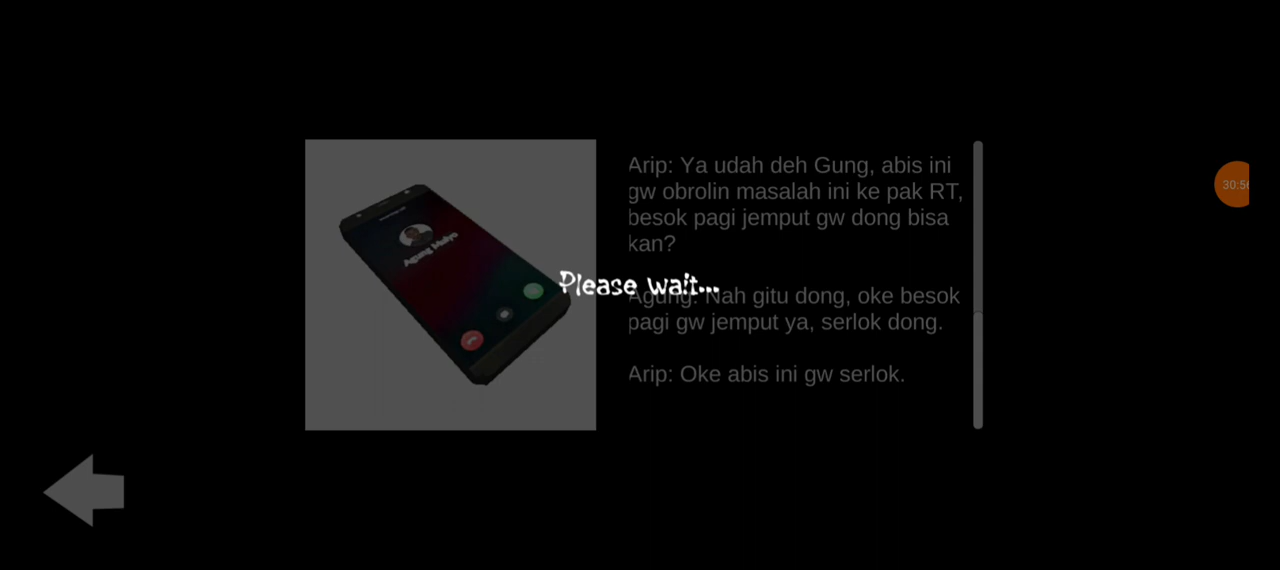 Arip: Ya udah deh Gung, abis ini
gw obrolin masalah ini ke pak RT,
besok pagi jemput gw dong bisa
kan?
Agung: Nah gitu dong, oke besok
pagi gw jemput ya, serlok dong.
Arip: Oke abis ini gw serlok.
Please wait...
Agung Mulyo
30:56